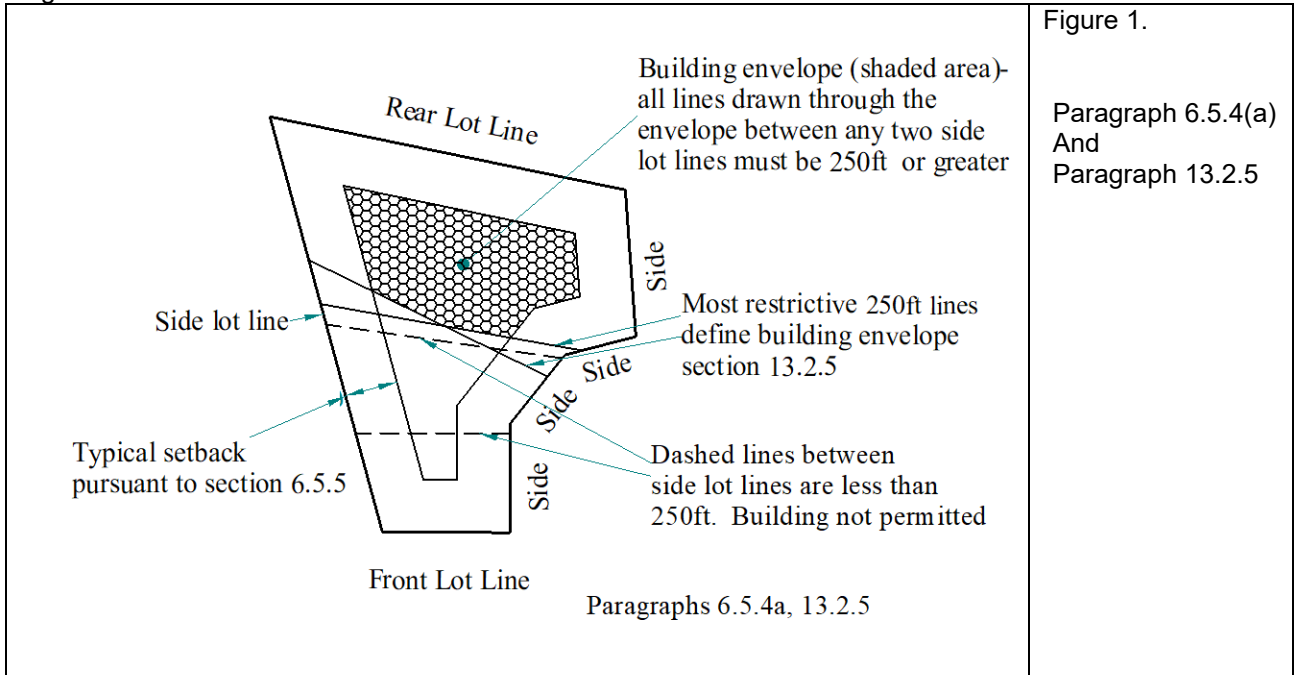 Figure 1.
Paragraph 6.5.4(a)
And
Paragraph 13.2.5
Building envelope (shaded area)-
all lines drawn through the
envelope between any two side
lot lines must be 250ft or greater
Rear Lot Line
Side
Side lot line
Most restrictive 250ft lines
define building envelope
section 13.2.5
Side
Side
Typical setback
pursuant to section 6.5.5
Side
Dashed lines between
side lot lines are less than
250ft. Building not permitted
Front Lot Line
Paragraphs 6.5.4a, 13.2.5